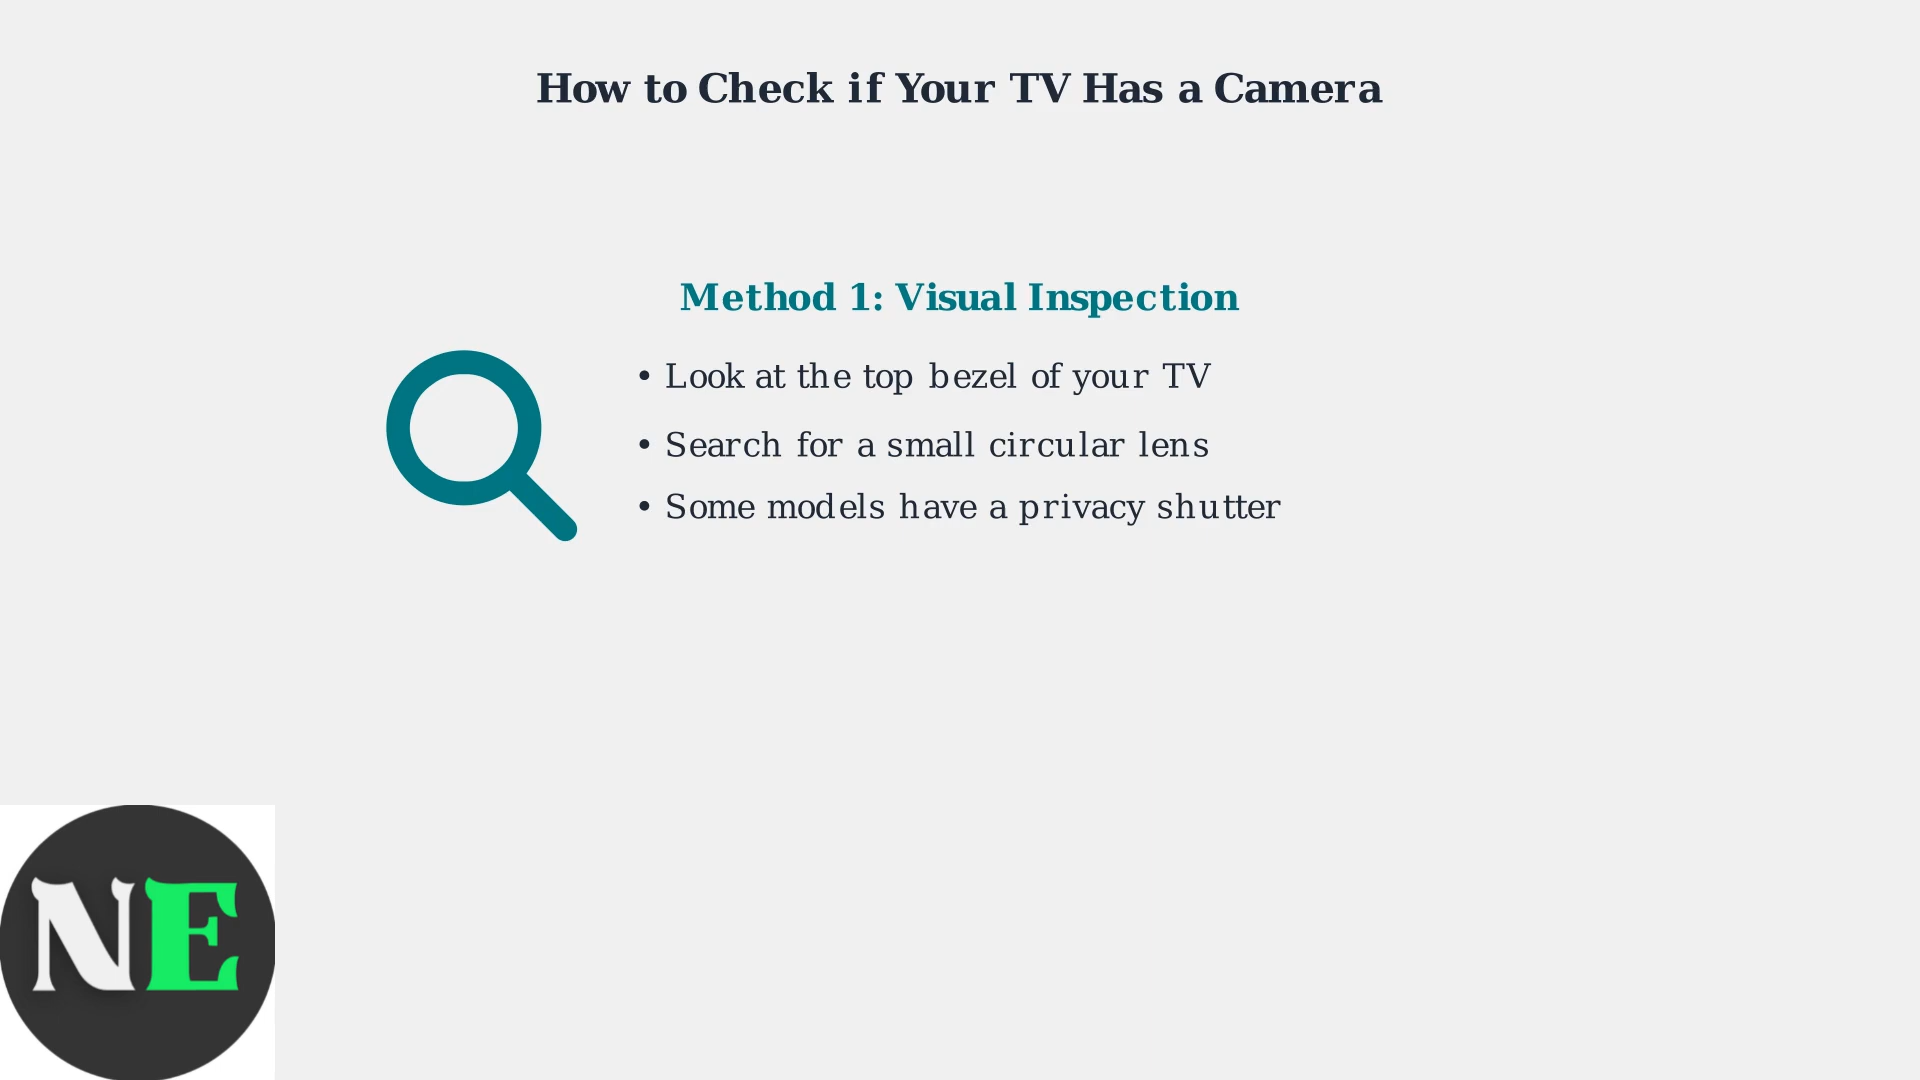 How to Check if Your TV Has a Camera
Method 1: Visual Inspection
• Look at the top bezel of your TV
• Search for a small circular lens
• Some models have a privacy shutter
NE